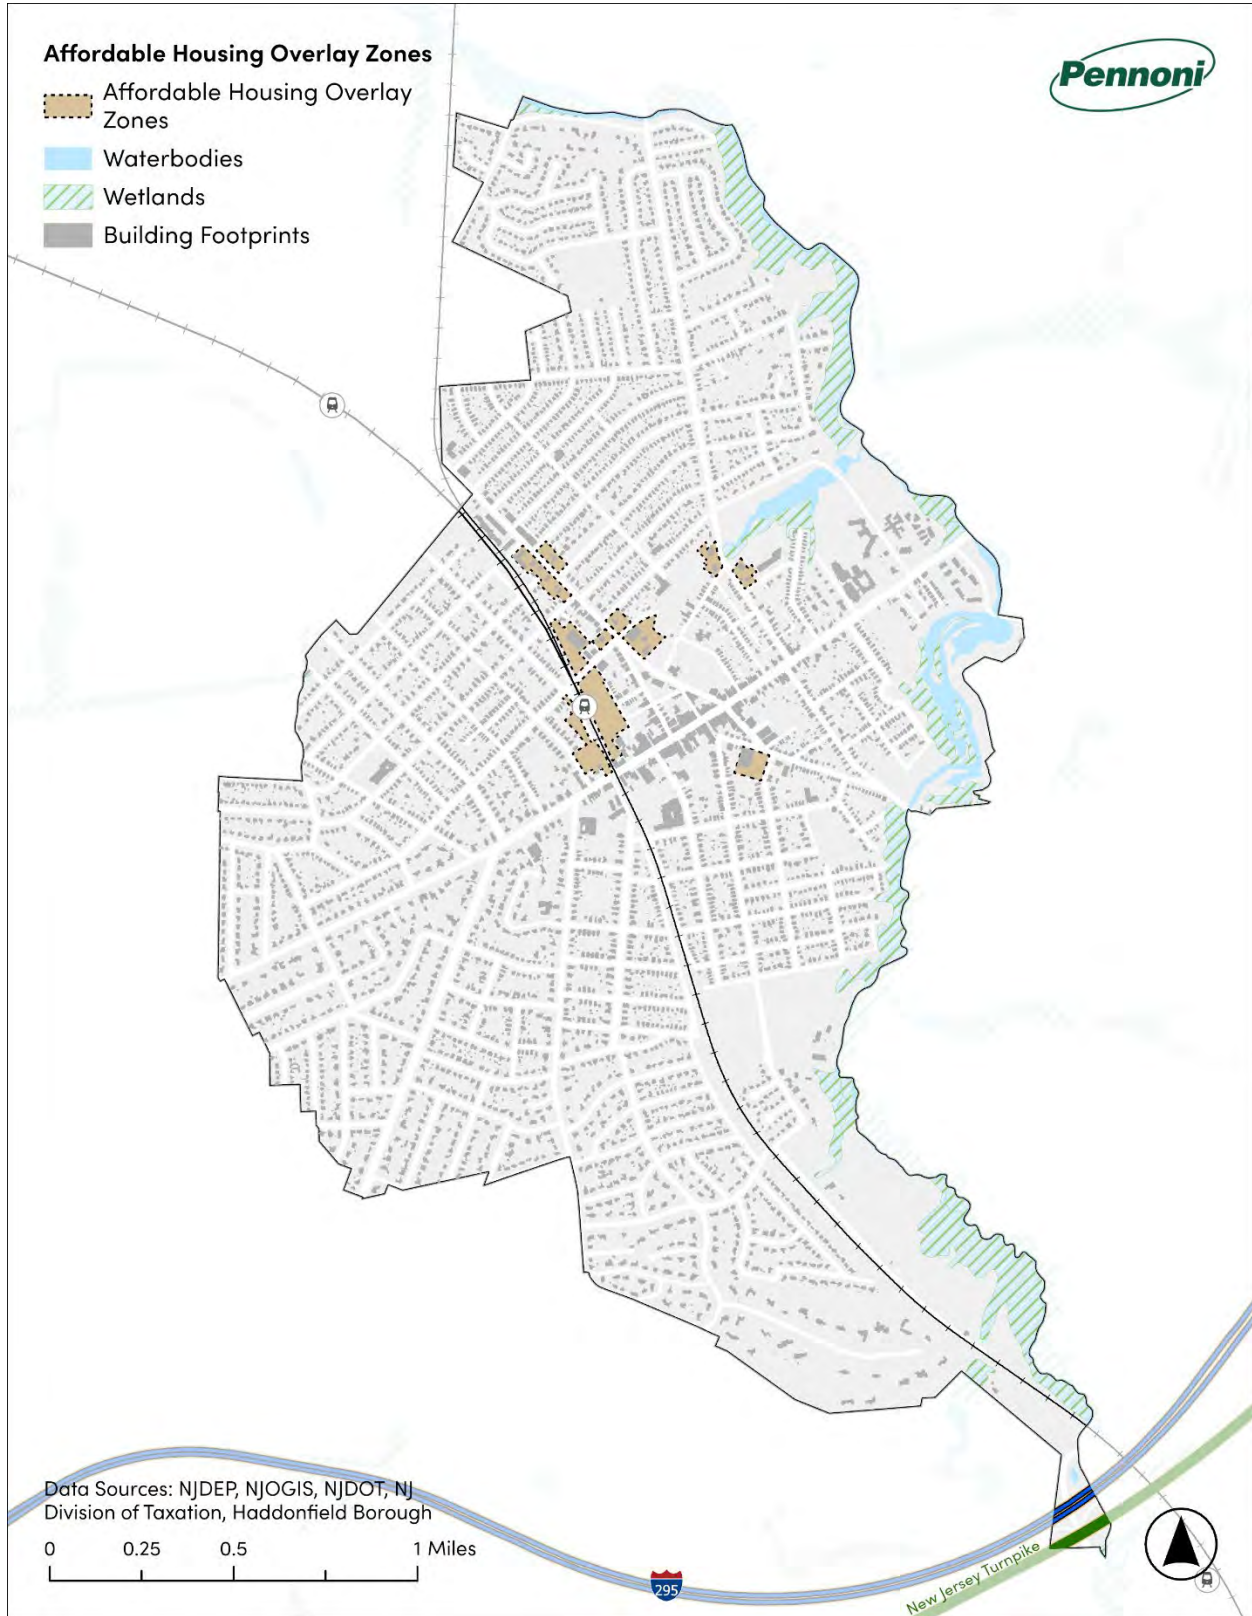 Affordable Housing Overlay Zones
Affordable Housing Overlay
Zones
Waterbodies
Wetlands
Building Footprints
Pennoni
Data Sources: NJDEP, NJOGIS, NJDOT, NJ
Division of Taxation, Haddonfield Borough
0 0.25 0.5 1 Miles
295
New Jersey Turnpike